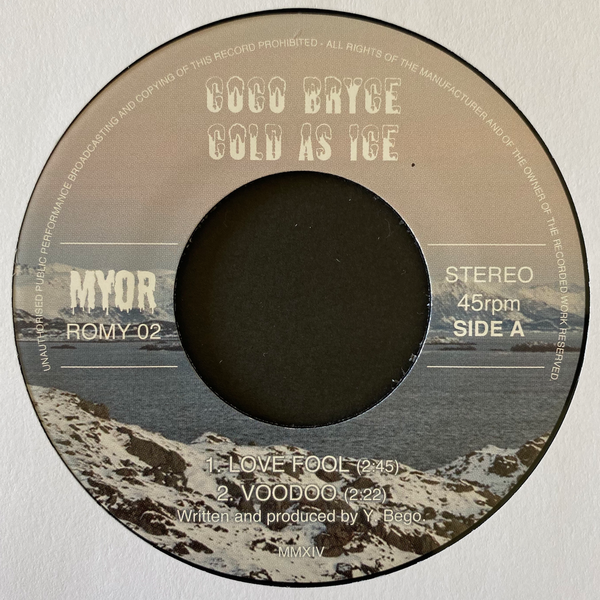 UNAUTHORISED PUBLIC PERFORMANCE BROADCASTING AND COPYING OF THIS RECORD PROHIBITED - ALL RIGHTS OF THE MANUFACTURER AND OF THE OWNER OF THE RECORDED WORK RESERVED
COCO BRYCE
COLD AS ICE
MYOR
ROMY 02
STEREO
45rpm
SIDE A
1. LOVE FOOL (2:45)
2. VOODOO (2:22)
Written and produced by Y. Bego.
MMXIV